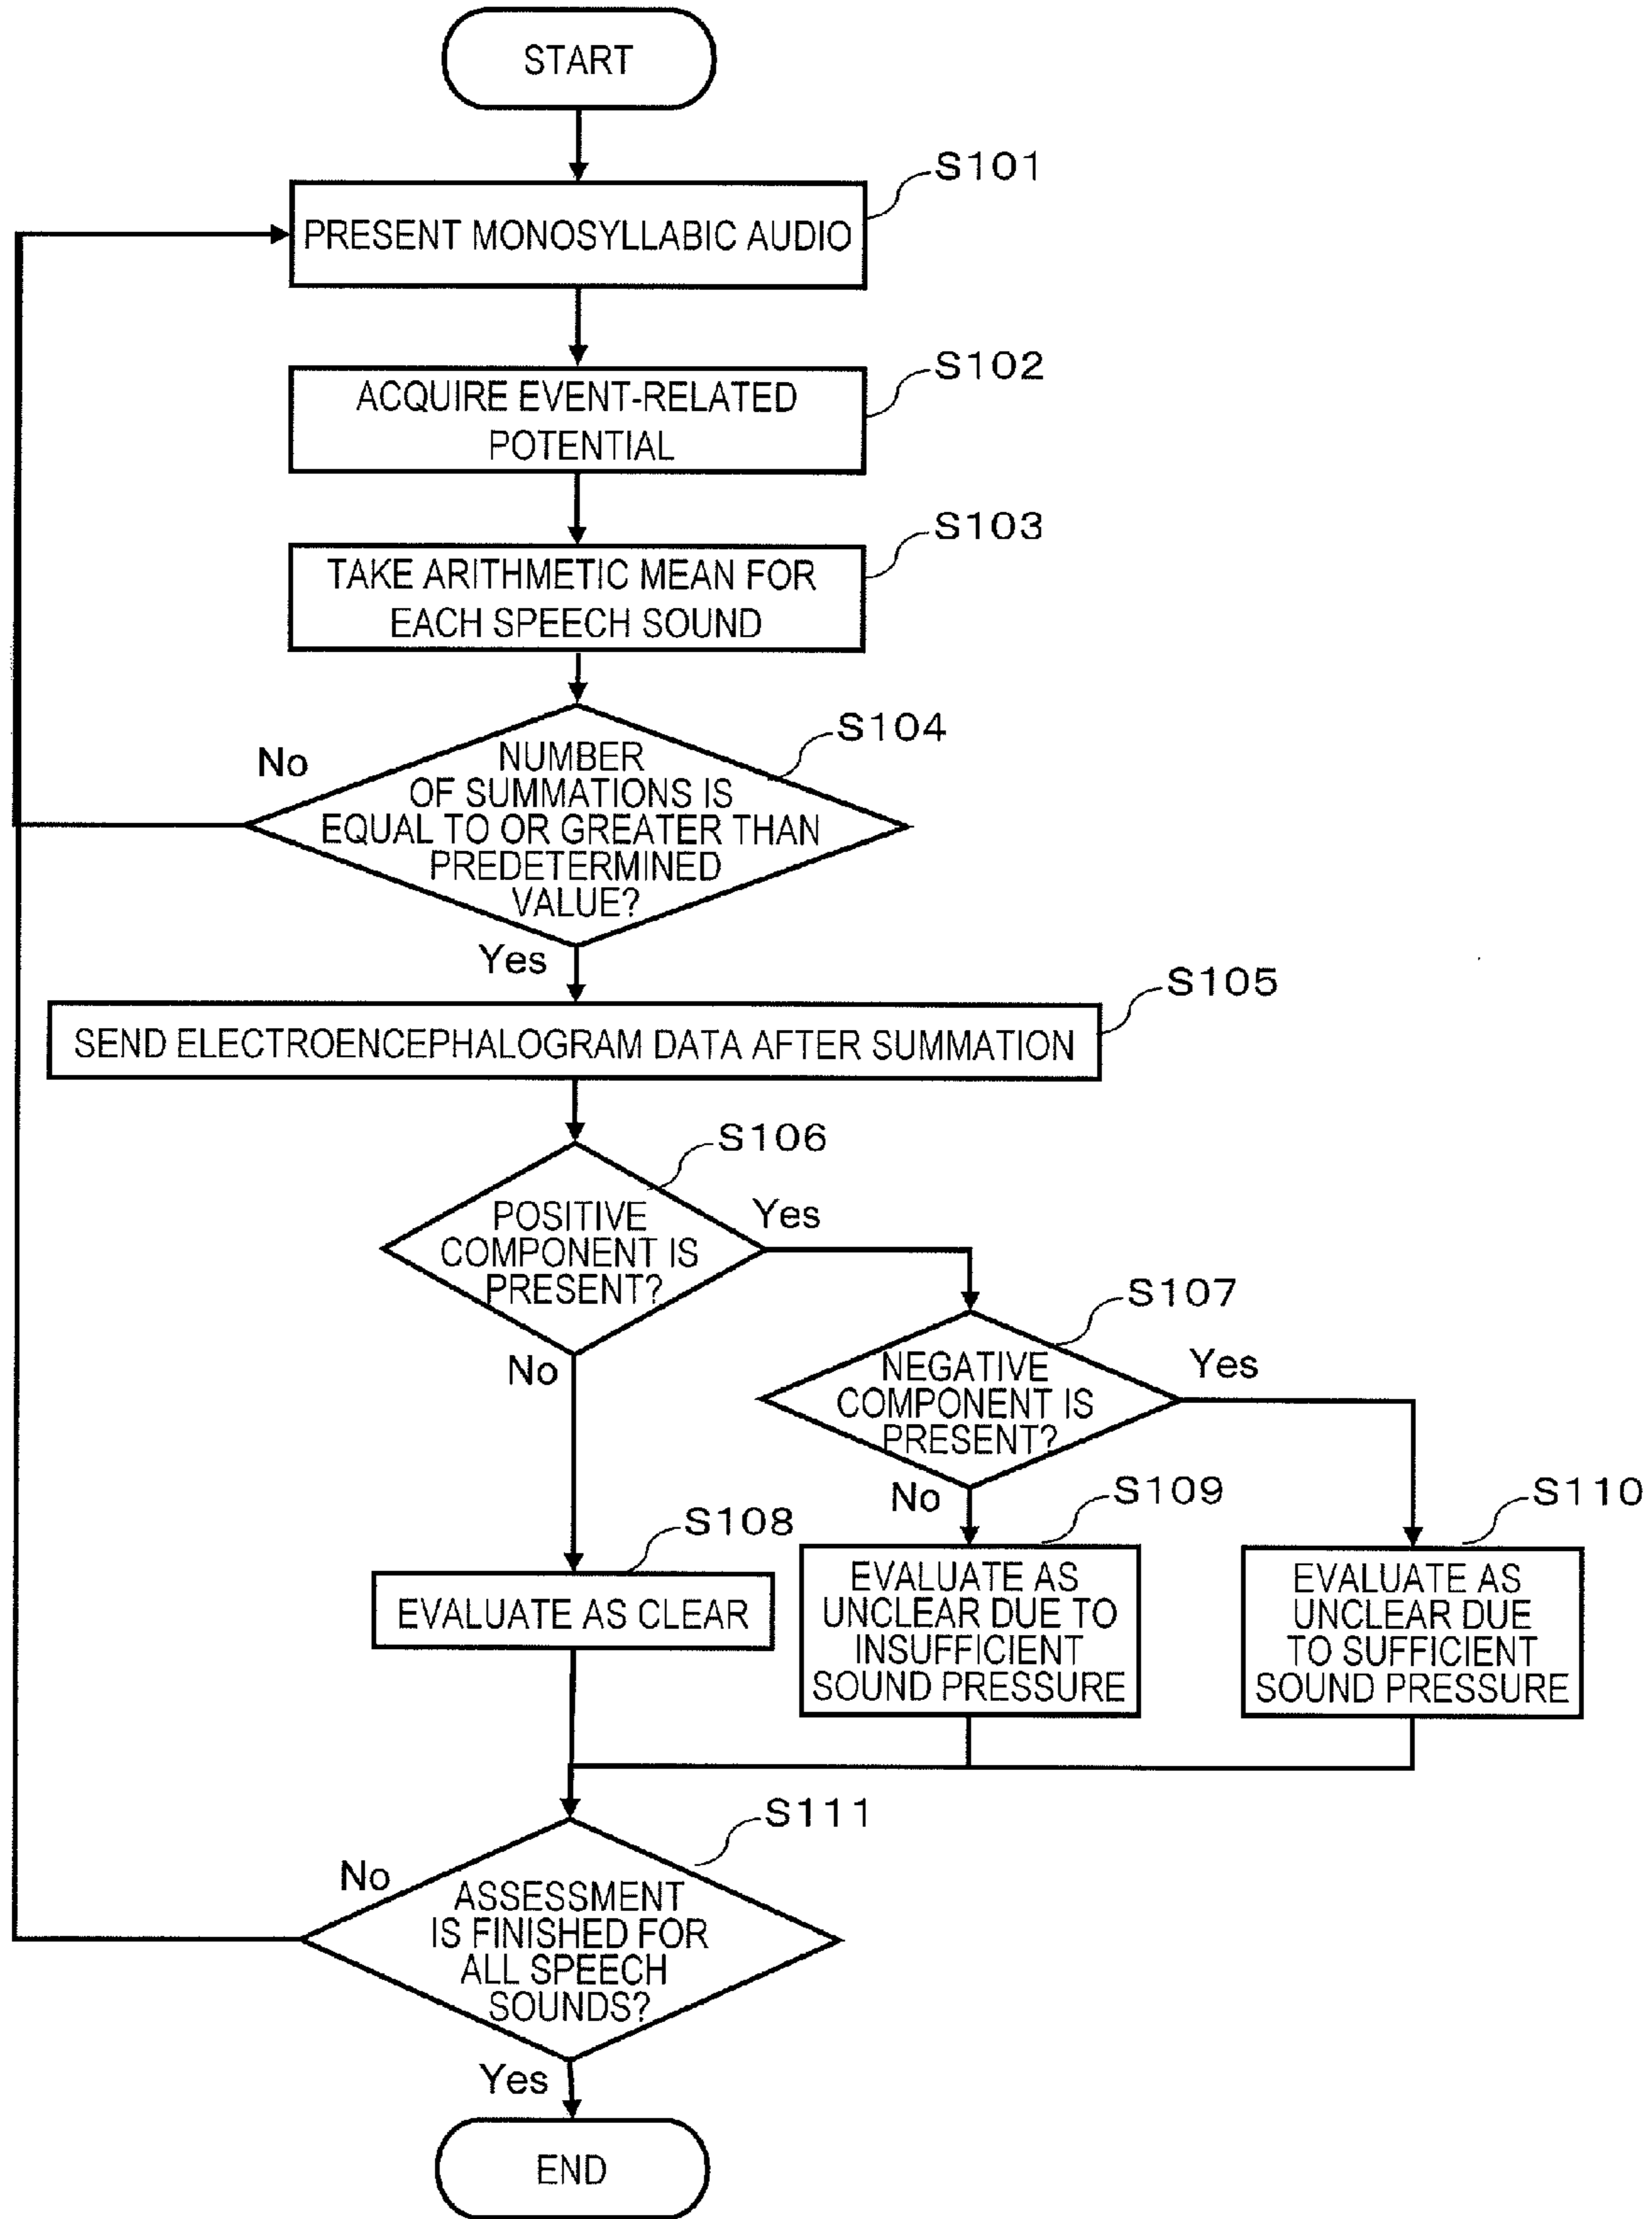 START
S101
PRESENT MONOSYLLABIC AUDIO
S102
ACQUIRE EVENT-RELATED
POTENTIAL
S103
TAKE ARITHMETIC MEAN FOR
EACH SPEECH SOUND
S104
No
NUMBER
OF SUMMATIONS IS
EQUAL TO OR GREATER THAN
PREDETERMINED
VALUE?
Yes
S105
SEND ELECTROENCEPHALOGRAM DATA AFTER SUMMATION
S106
POSITIVE
COMPONENT IS
PRESENT?
Yes
No
S107
NEGATIVE
COMPONENT IS
PRESENT?
Yes
No
S108
EVALUATE AS CLEAR
S109
EVALUATE AS
UNCLEAR DUE TO
INSUFFICIENT
SOUND PRESSURE
S110
EVALUATE AS
UNCLEAR DUE
TO SUFFICIENT
SOUND PRESSURE
S111
No
ASSESSMENT
IS FINISHED FOR
ALL SPEECH
SOUNDS?
Yes
END